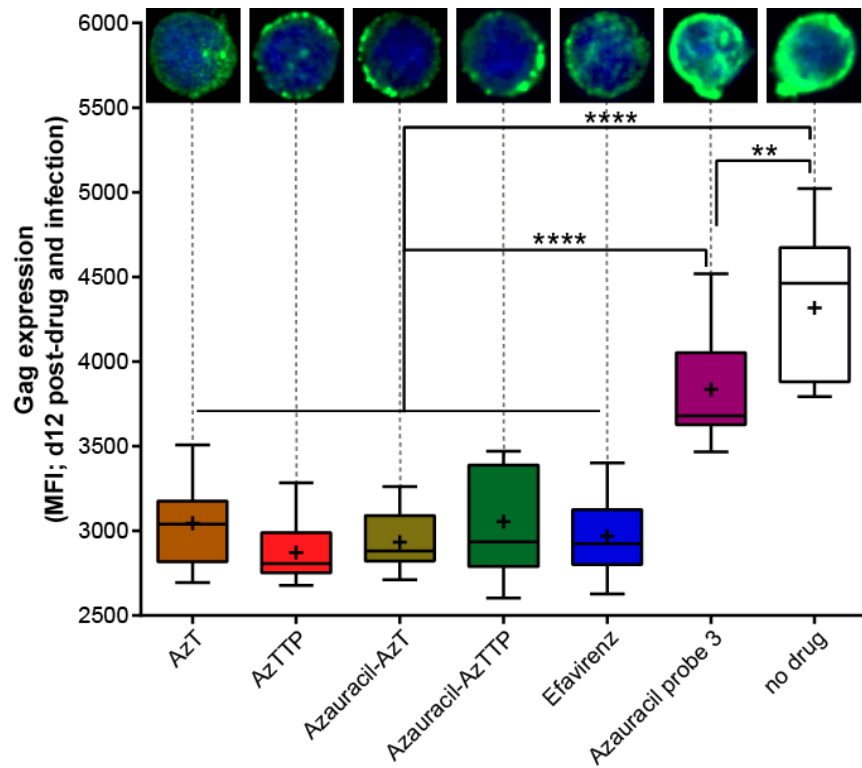 6000
5500
5000
4500
4000
3500
3000
2500
Gag expression
(MFI; d12 post-drug and infection)
****
**
****
+
+
+
+
+
+
+
AzT
AzTTP
Azauracil-AzT
Azauracil-AzTTP
Efavirenz
Azauracil probe 3
no drug